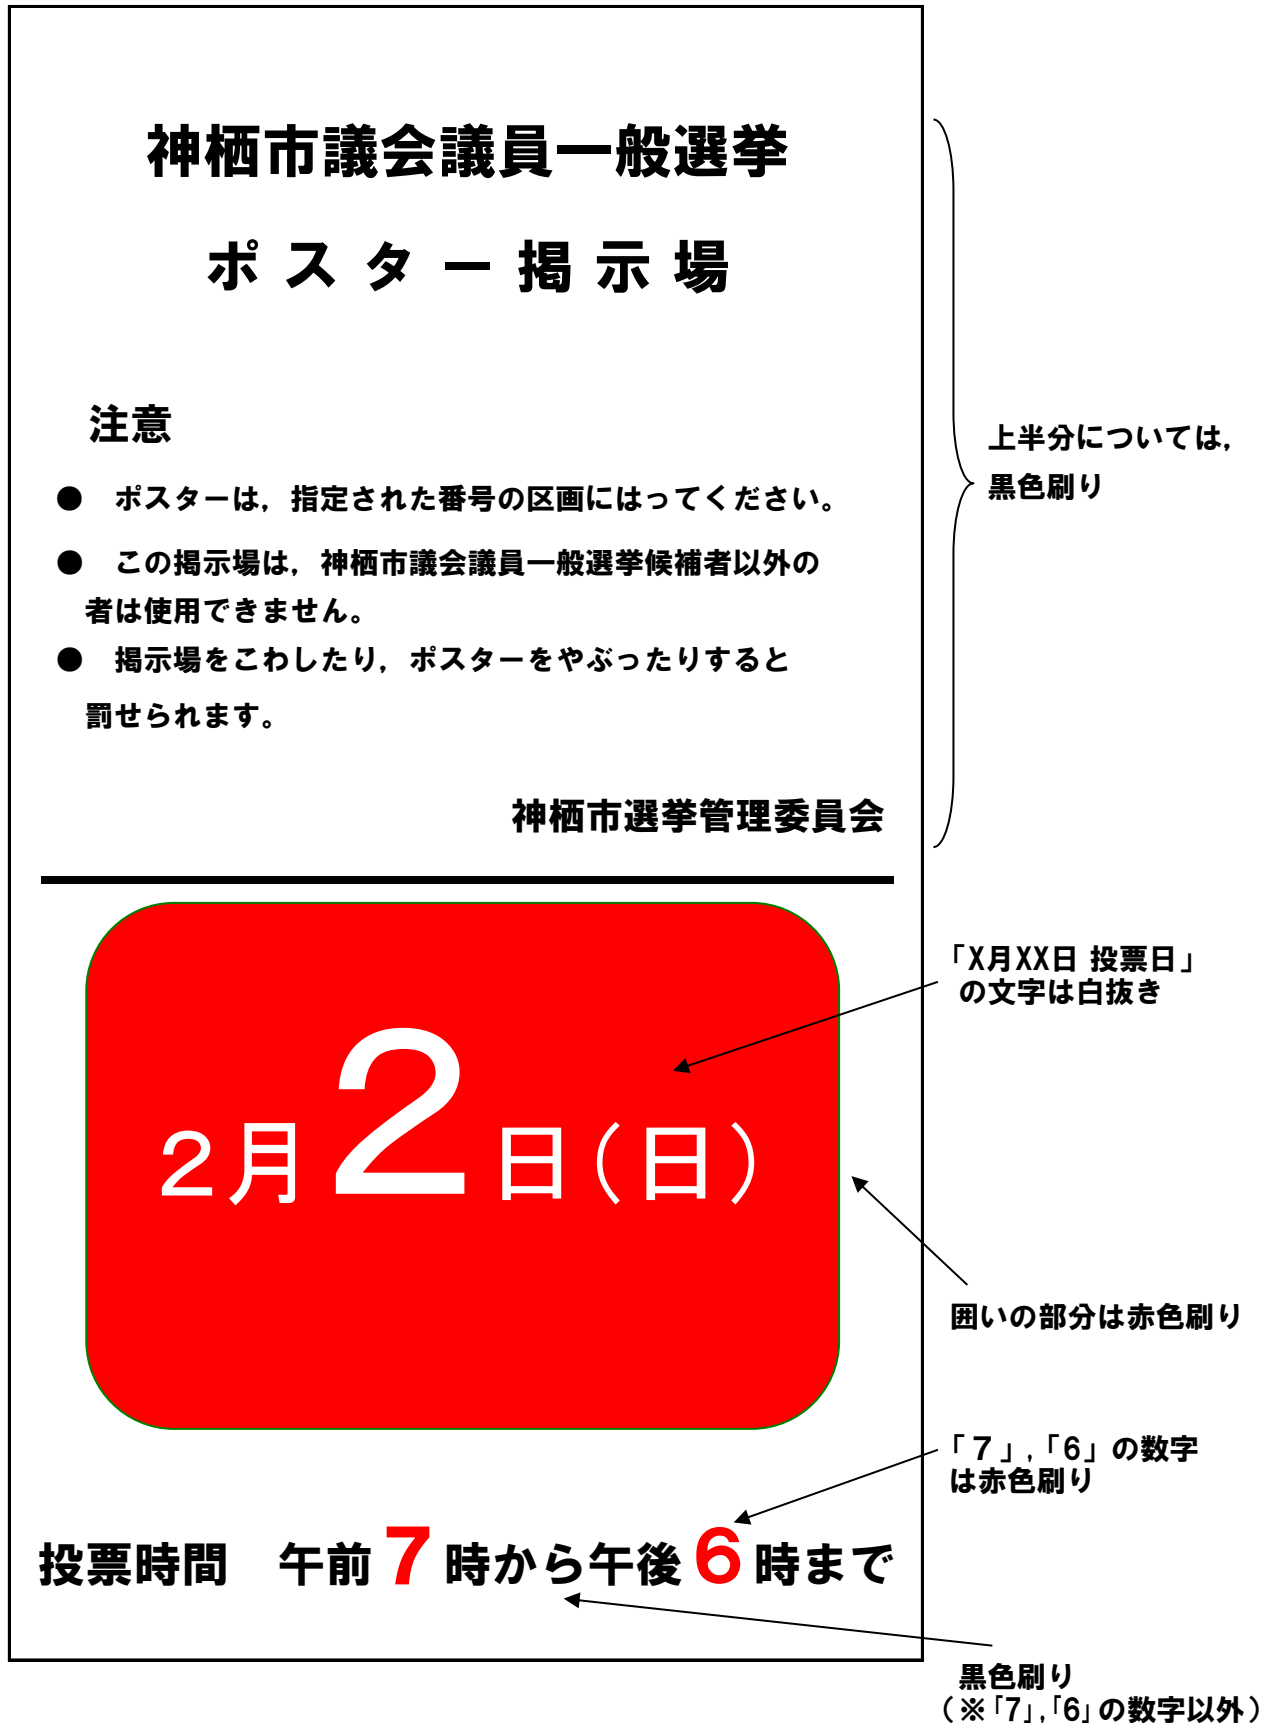 神栖市議会議員一般選挙
ポスター掲示場
注意
●　ポスターは，指定された番号の区画にはってください。
●　この掲示場は，神栖市議会議員一般選挙候補者以外の
者は使用できません。
●　掲示場をこわしたり，ポスターをやぶったりすると
罰せられます。
神栖市選挙管理委員会
上半分については，
黒色刷り
２月２日（日）
「X月XX日 投票日」
の文字は白抜き
囲いの部分は赤色刷り
「７」，「6」の数字
は赤色刷り
投票時間　午前７時から午後６時まで
黒色刷り
（※「7」，「6」の数字以外）